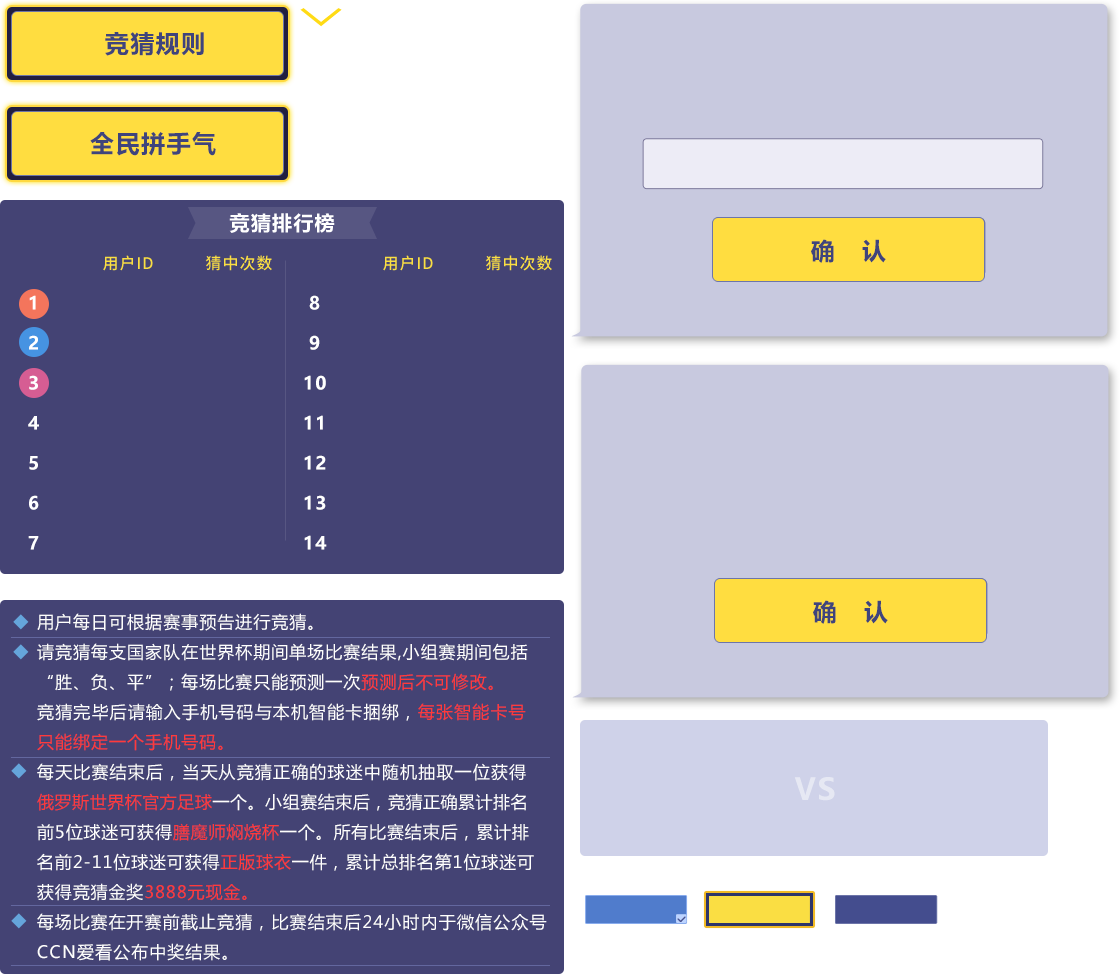 竞猜规则
全民拼手气
竞猜排行榜
用户ID 猜中次数 用户ID 猜中次数
1 8
2 9
3 10
4 11
5 12
6 13
7 14
用户每日可根据赛事预告进行竞猜。
请竞猜每支国家队在世界杯期间单场比赛结果,小组赛期间包括
“胜、负、平”；每场比赛只能预测一次预测后不可修改。
竞猜完毕后请输入手机号码与本机智能卡捆绑，每张智能卡号
只能绑定一个手机号码。
每天比赛结束后，当天从竞猜正确的球迷中随机抽取一位获得
俄罗斯世界杯官方足球一个。小组赛结束后，竞猜正确累计排名
前5位球迷可获得膳魔师焖烧杯一个。所有比赛结束后，累计排
名前2-11位球迷可获得正版球衣一件，累计总排名第1位球迷可
获得竞猜金奖3888元现金。
每场比赛在开赛前截止竞猜，比赛结束后24小时内于微信公众号
CCN爱看公布中奖结果。
确 认
确 认
VS